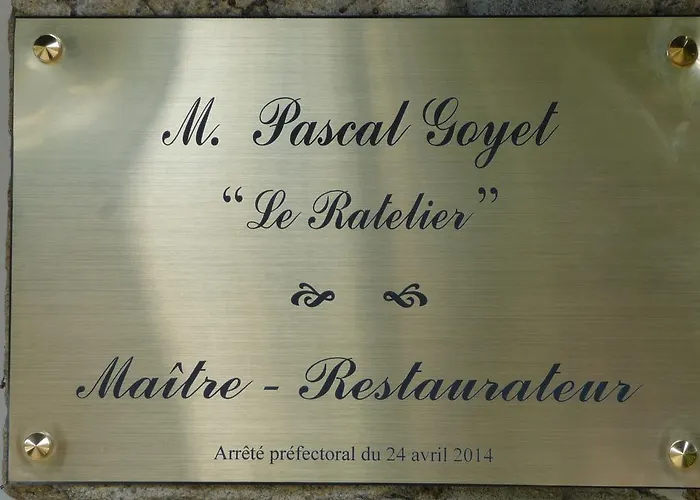 M. Pascal Goyet
“Le Ratelier”
Maître - Restaurateur
Arrêté préfectoral du 24 avril 2014